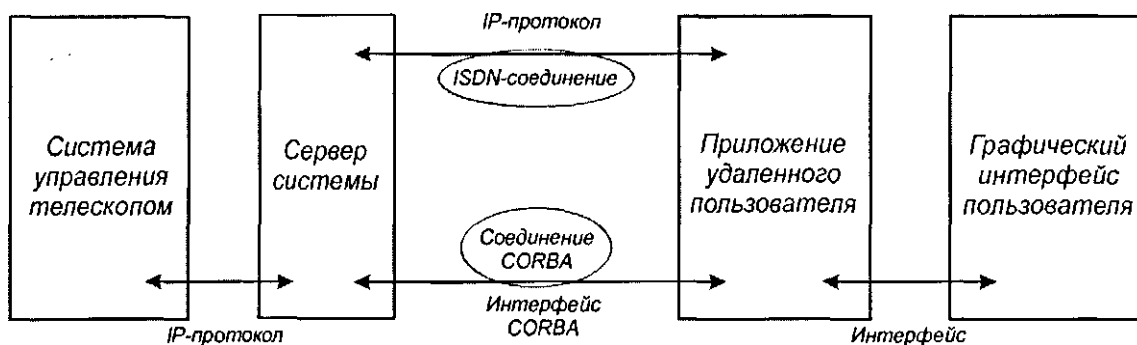 IP-протокол
ISDN-соединение
Система
управления
телескопом
Сервер
системы
Приложение
удаленного
пользователя
Графический
интерфейс
пользователя
Соединение
CORBA
Интерфейс
CORBA
IP-протокол
Интерфейс